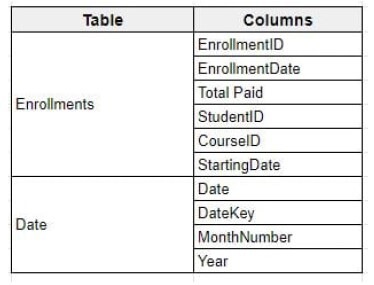 Table Columns
Enrollments
EnrollmentID
EnrollmentDate
Total Paid
StudentID
CourseID
StartingDate
Date
Date
DateKey
MonthNumber
Year